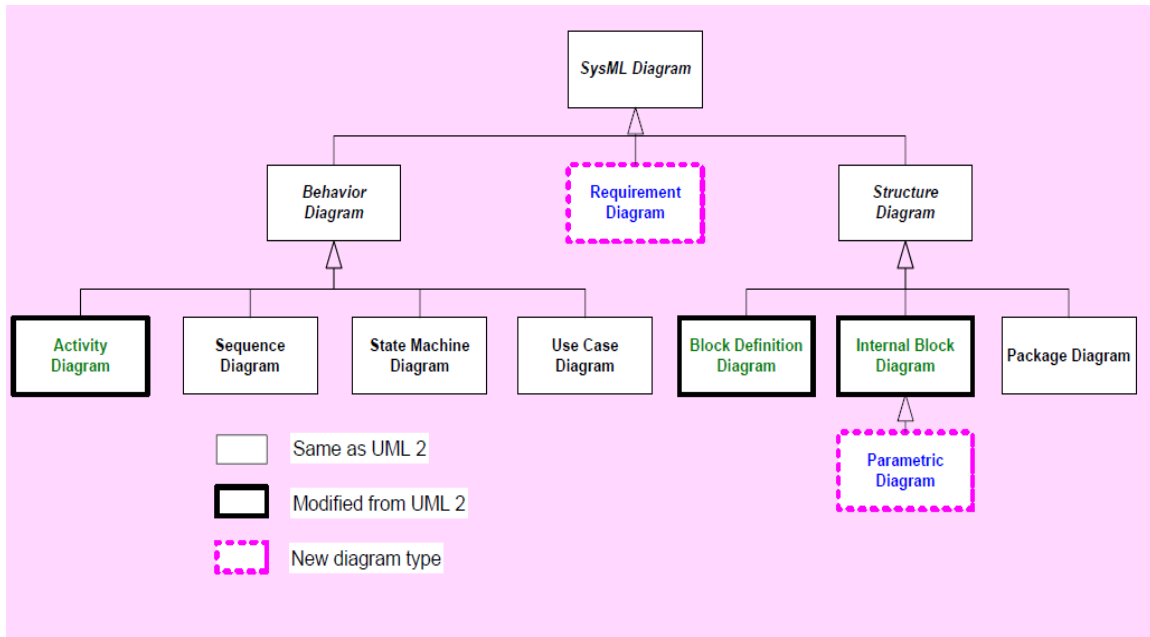 SysML Diagram
Behavior
Diagram
Requirement
Diagram
Structure
Diagram
Activity
Diagram
Sequence
Diagram
State Machine
Diagram
Use Case
Diagram
Block Definition
Diagram
Internal Block
Diagram
Package Diagram
Parametric
Diagram
Same as UML 2
Modified from UML 2
New diagram type